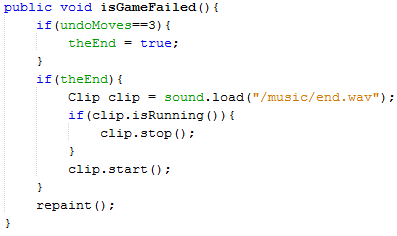 public void isGameFailed(){
    if(undoMoves==3){
        theEnd = true;
    }
    if(theEnd){
        Clip clip = sound.load("/music/end.wav");
        if(clip.isRunning()){
            clip.stop();
        }
        clip.start();
    }
    repaint();
}